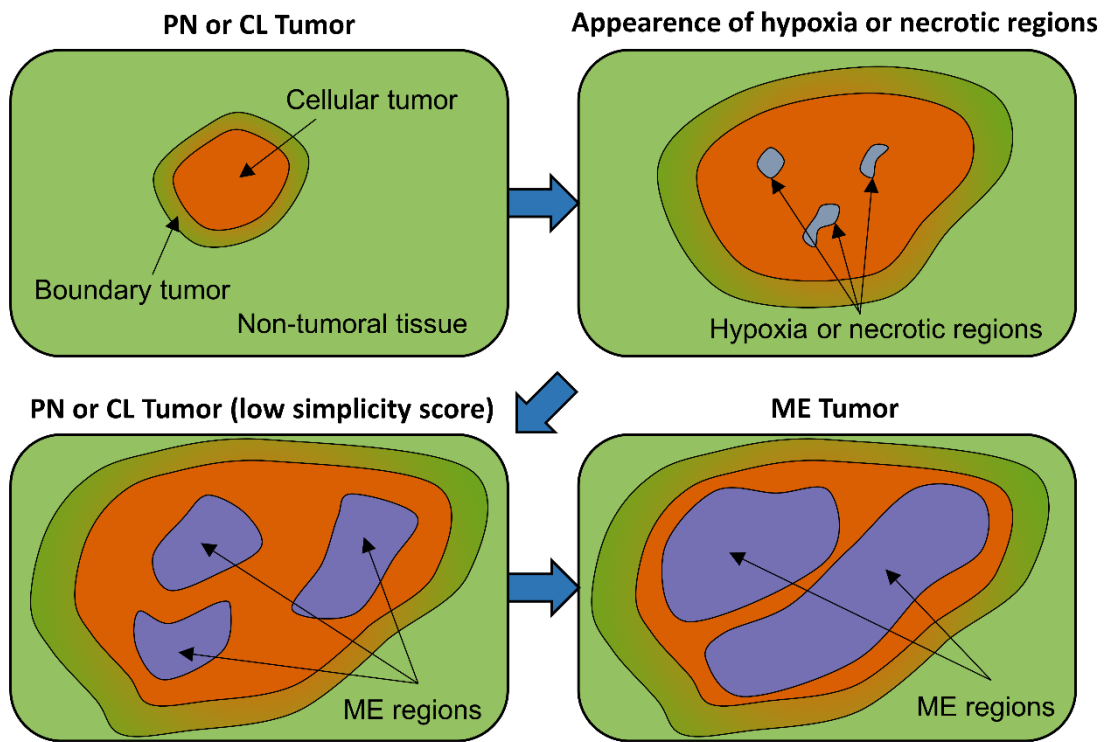 PN or CL Tumor
Cellular tumor
Boundary tumor
Non-tumoral tissue
Appearence of hypoxia or necrotic regions
Hypoxia or necrotic regions
PN or CL Tumor (low simplicity score)
ME regions
ME Tumor
ME regions